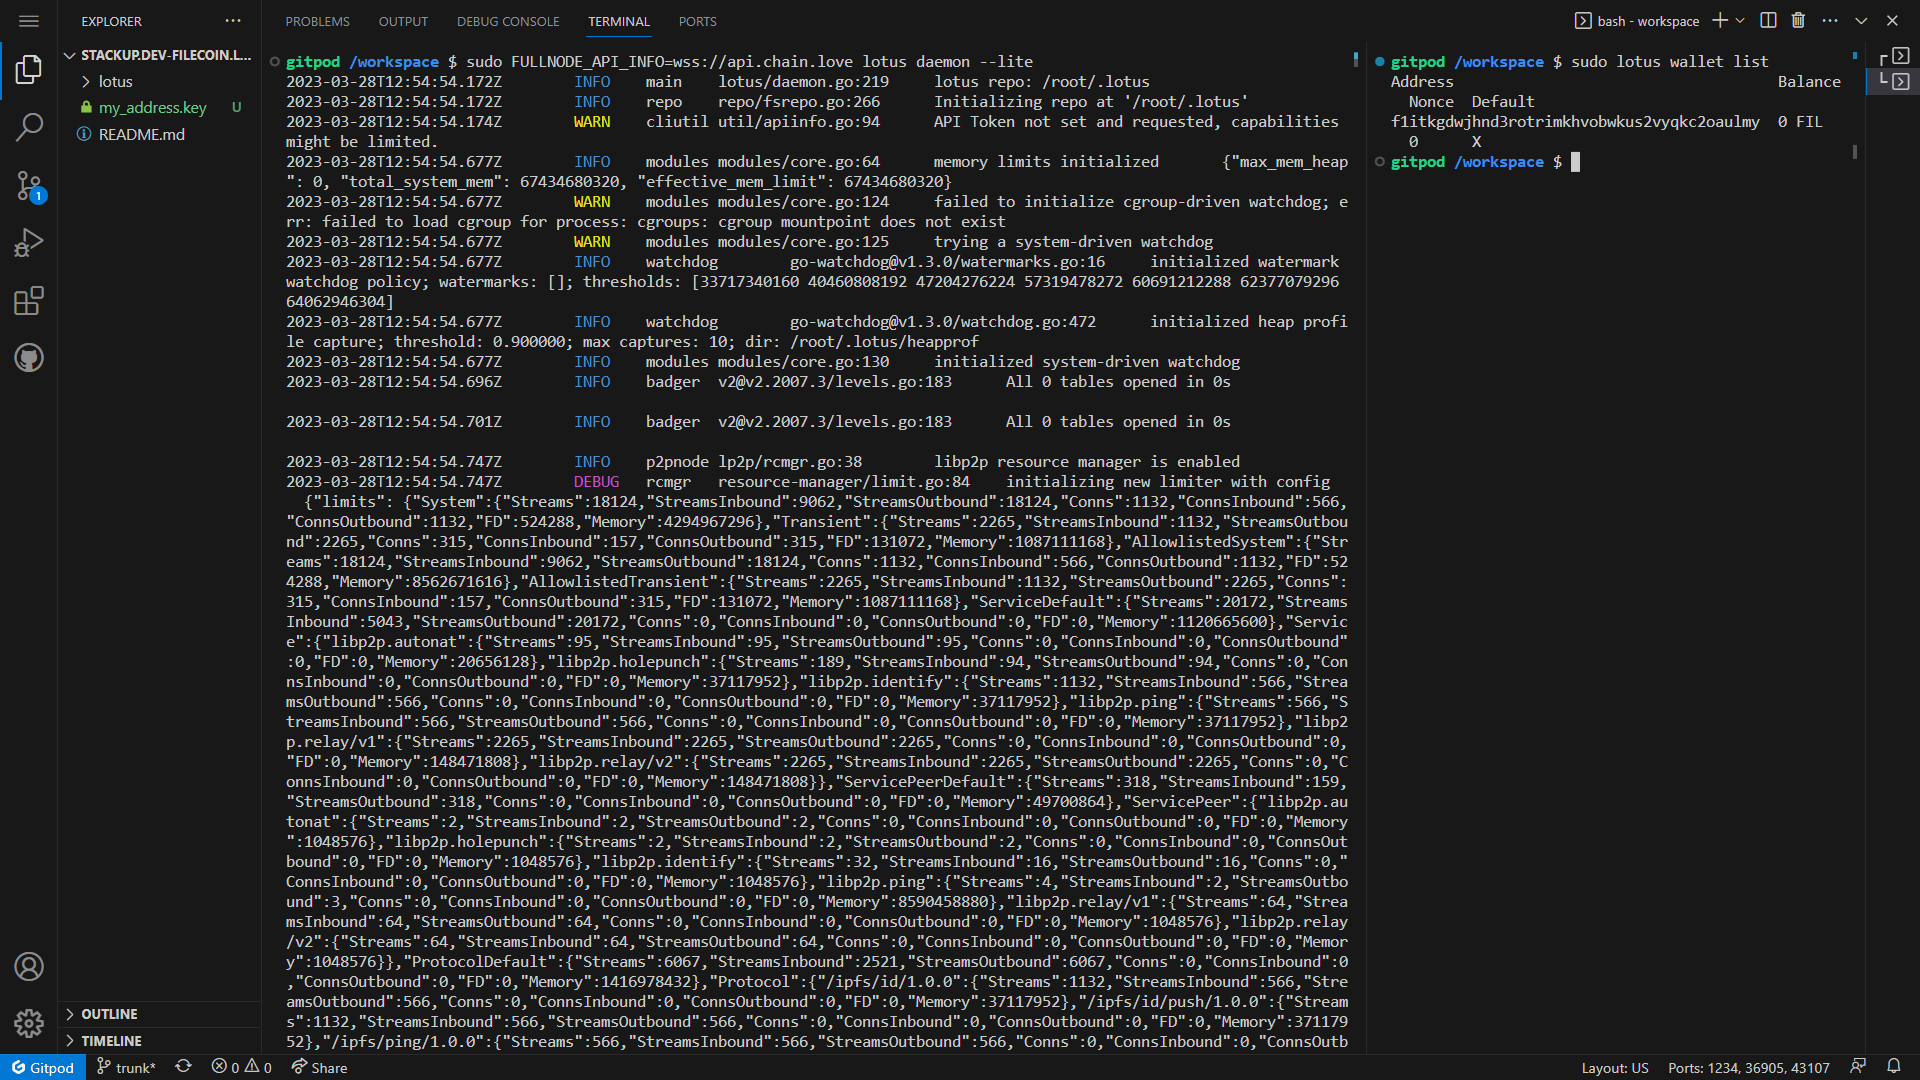 EXPLORER
STACKUP.DEV-FILECOIN.L...
lotus
my_address.key U
README.md
OUTLINE
TIMELINE
PROBLEMS OUTPUT DEBUG CONSOLE TERMINAL PORTS
bash - workspace
gitpod /workspace $ sudo FULLNODE_API_INFO=wss://api.chain.love lotus daemon --lite
2023-03-28T12:54:54.172Z INFO main lotus/daemon.go:219 lotus repo: /root/.lotus
2023-03-28T12:54:54.172Z INFO repo repo/fsrepo.go:266 Initializing repo at '/root/.lotus'
2023-03-28T12:54:54.174Z WARN cliutil util/apiinfo.go:94 API Token not set and requested, capabilities
might be limited.
2023-03-28T12:54:54.677Z INFO modules modules/core.go:64 memory limits initialized {"max_mem_heap
": 0, "total_system_mem": 67434680320, "effective_mem_limit": 67434680320}
2023-03-28T12:54:54.677Z WARN modules modules/core.go:124 failed to initialize cgroup-driven watchdog; e
rr: failed to load cgroup for process: cgroups: cgroup mountpoint does not exist
2023-03-28T12:54:54.677Z WARN modules modules/core.go:125 trying a system-driven watchdog
2023-03-28T12:54:54.677Z INFO watchdog go-watchdog@v1.3.0/watermarks.go:16 initialized watermark
watchdog policy; watermarks: []; thresholds: [33717340160 40460808192 47204276224 57319478272 60691212288 62377079296
64062946304]
2023-03-28T12:54:54.677Z INFO watchdog go-watchdog@v1.3.0/watchdog.go:472 initialized heap profi
le capture; threshold: 0.900000; max captures: 10; dir: /root/.lotus/heapprof
2023-03-28T12:54:54.677Z INFO modules modules/core.go:130 initialized system-driven watchdog
2023-03-28T12:54:54.696Z INFO badger v2@v2.2007.3/levels.go:183 All 0 tables opened in 0s
2023-03-28T12:54:54.701Z INFO badger v2@v2.2007.3/levels.go:183 All 0 tables opened in 0s
2023-03-28T12:54:54.747Z INFO p2pnode lp2p/rcmgr.go:38 libp2p resource manager is enabled
2023-03-28T12:54:54.747Z DEBUG rcmgr resource-manager/limit.go:84 initializing new limiter with config
{"limits": {"System":{"Streams":18124,"StreamsInbound":9062,"StreamsOutbound":18124,"Conns":1132,"ConnsInbound":566,
"ConnsOutbound":1132,"FD":524288,"Memory":4294967296},"Transient":{"Streams":2265,"StreamsInbound":1132,"StreamsOutbou
nd":2265,"Conns":315,"ConnsInbound":157,"ConnsOutbound":315,"FD":131072,"Memory":1087111168},"AllowlistedSystem":{"Str
eams":18124,"StreamsInbound":9062,"StreamsOutbound":18124,"Conns":1132,"ConnsInbound":566,"ConnsOutbound":1132,"FD":52
4288,"Memory":8562671616},"AllowlistedTransient":{"Streams":2265,"StreamsInbound":1132,"StreamsOutbound":2265,"Conns":
315,"ConnsInbound":157,"ConnsOutbound":315,"FD":131072,"Memory":1087111168},"ServiceDefault":{"Streams":20172,"Streams
Inbound":5043,"StreamsOutbound":20172,"Conns":0,"ConnsInbound":0,"ConnsOutbound":0,"FD":0,"Memory":1120665600},"Servic
e":{"libp2p.autonat":{"Streams":95,"StreamsInbound":95,"StreamsOutbound":95,"Conns":0,"ConnsInbound":0,"ConnsOutbound"
:0,"FD":0,"Memory":20656128},"libp2p.holepunch":{"Streams":189,"StreamsInbound":94,"StreamsOutbound":94,"Conns":0,"Con
nsInbound":0,"ConnsOutbound":0,"FD":0,"Memory":37117952},"libp2p.identify":{"Streams":1132,"StreamsInbound":566,"Strea
msOutbound":566,"Conns":0,"ConnsInbound":0,"ConnsOutbound":0,"FD":0,"Memory":37117952},"libp2p.ping":{"Streams":566,"S
treamsInbound":566,"StreamsOutbound":566,"Conns":0,"ConnsInbound":0,"ConnsOutbound":0,"FD":0,"Memory":37117952},"libp2
p.relay/v1":{"Streams":2265,"StreamsInbound":2265,"StreamsOutbound":2265,"Conns":0,"ConnsInbound":0,"ConnsOutbound":0,
"FD":0,"Memory":148471808},"libp2p.relay/v2":{"Streams":2265,"StreamsInbound":2265,"StreamsOutbound":2265,"Conns":0,"C
onnsInbound":0,"ConnsOutbound":0,"FD":0,"Memory":148471808}},"ServicePeerDefault":{"Streams":318,"StreamsInbound":159,
"StreamsOutbound":318,"Conns":0,"ConnsInbound":0,"ConnsOutbound":0,"FD":0,"Memory":49700864},"ServicePeer":{"libp2p.au
tonat":{"Streams":2,"StreamsInbound":2,"StreamsOutbound":2,"Conns":0,"ConnsInbound":0,"ConnsOutbound":0,"FD":0,"Memory
":1048576},"libp2p.holepunch":{"Streams":2,"StreamsInbound":2,"StreamsOutbound":2,"Conns":0,"ConnsInbound":0,"ConnsOut
bound":0,"FD":0,"Memory":1048576},"libp2p.identify":{"Streams":32,"StreamsInbound":16,"StreamsOutbound":16,"Conns":0,"
ConnsInbound":0,"ConnsOutbound":0,"FD":0,"Memory":1048576},"libp2p.ping":{"Streams":4,"StreamsInbound":2,"StreamsOutbo
und":3,"Conns":0,"ConnsInbound":0,"ConnsOutbound":0,"FD":0,"Memory":8590458880},"libp2p.relay/v1":{"Streams":64,"Strea
msInbound":64,"StreamsOutbound":64,"Conns":0,"ConnsInbound":0,"ConnsOutbound":0,"FD":0,"Memory":1048576},"libp2p.relay
/v2":{"Streams":64,"StreamsInbound":64,"StreamsOutbound":64,"Conns":0,"ConnsInbound":0,"ConnsOutbound":0,"FD":0,"Memor
y":1048576}},"ProtocolDefault":{"Streams":6067,"StreamsInbound":2521,"StreamsOutbound":6067,"Conns":0,"ConnsInbound":0
,"ConnsOutbound":0,"FD":0,"Memory":1416978432},"Protocol":{"/ipfs/id/1.0.0":{"Streams":1132,"StreamsInbound":566,"Stre
amsOutbound":566,"Conns":0,"ConnsInbound":0,"ConnsOutbound":0,"FD":0,"Memory":37117952},"/ipfs/id/push/1.0.0":{"Stream
s":1132,"StreamsInbound":566,"StreamsOutbound":566,"Conns":0,"ConnsInbound":0,"ConnsOutbound":0,"FD":0,"Memory":371179
52},"/ipfs/ping/1.0.0":{"Streams":566,"StreamsInbound":566,"StreamsOutbound":566,"Conns":0,"ConnsInbound":0,"ConnsOutb
gitpod /workspace $ sudo lotus wallet list
Address Balance
Nonce Default
f1itkgdwjhnd3rotrimkhvobwkus2vyqkc2oaulmy 0 FIL
0 X
gitpod /workspace $
1
Gitpod trunk* 0 0 Share
Layout: US Ports: 1234, 36905, 43107